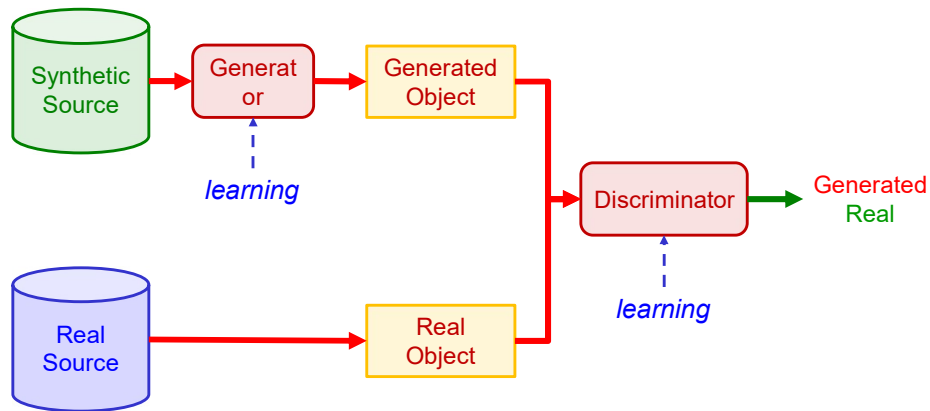 Synthetic
Source
Generat
or
Generated
Object
learning
Discriminator
Generated
Real
learning
Real
Source
Real
Object